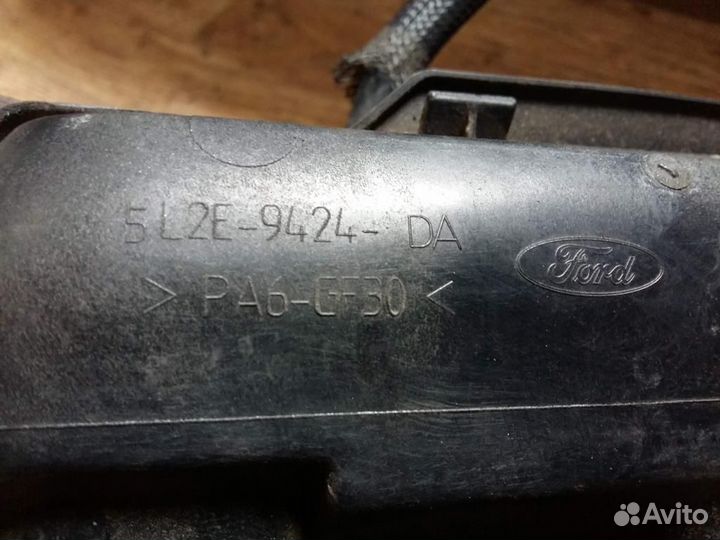 5L2E-9424- DA
> PA6-GF30 <
Ford
Avito